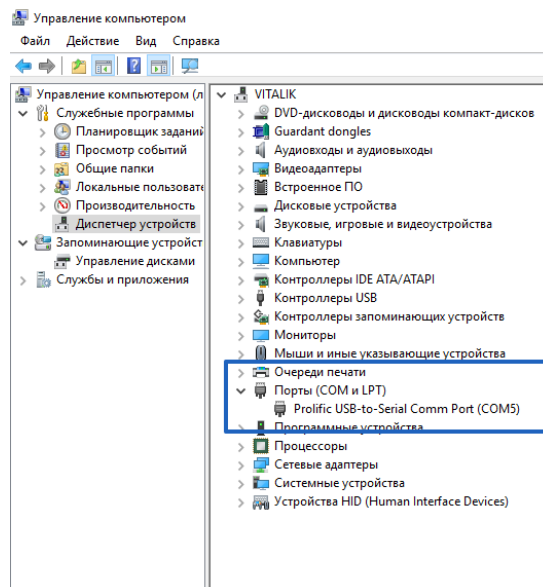 Управление компьютером
Файл Действие Вид Справка
Управление компьютером (л
Служебные программы
Планировщик заданий
Просмотр событий
Общие папки
Локальные пользовате
Производительность
Диспетчер устройств
Запоминающие устройст
Управление дисками
Службы и приложения
VITALIK
DVD-дисководы и дисководы компакт-дисков
Guardant dongles
Аудиовходы и аудиовыходы
Видеоадаптеры
Встроенное ПО
Дисковые устройства
Звуковые, игровые и видеоустройства
Клавиатуры
Компьютер
Контроллеры IDE ATA/ATAPI
Контроллеры USB
Контроллеры запоминающих устройств
Мониторы
Мыши и иные указывающие устройства
Очереди печати
Порты (COM и LPT)
Prolific USB-to-Serial Comm Port (COM5)
Программные устройства
Процессоры
Сетевые адаптеры
Системные устройства
Устройства HID (Human Interface Devices)